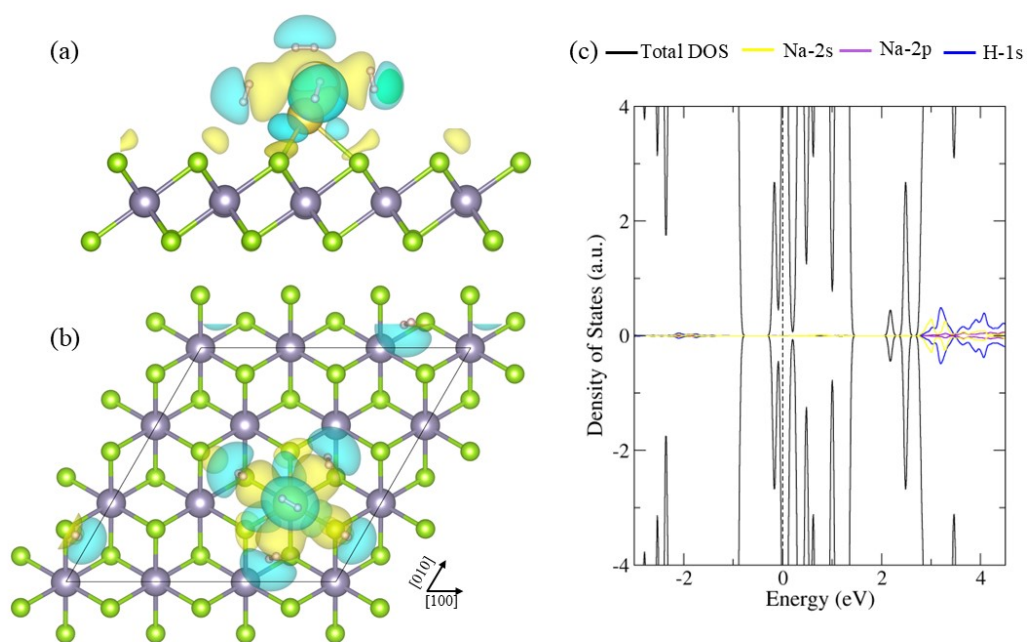 (a)
(b)
[010]
[100]
(c)
Total DOS Na-2s Na-2p H-1s
Density of States (a.u.)
4
2
0
-2
-4
-2 0 2 4
Energy (eV)